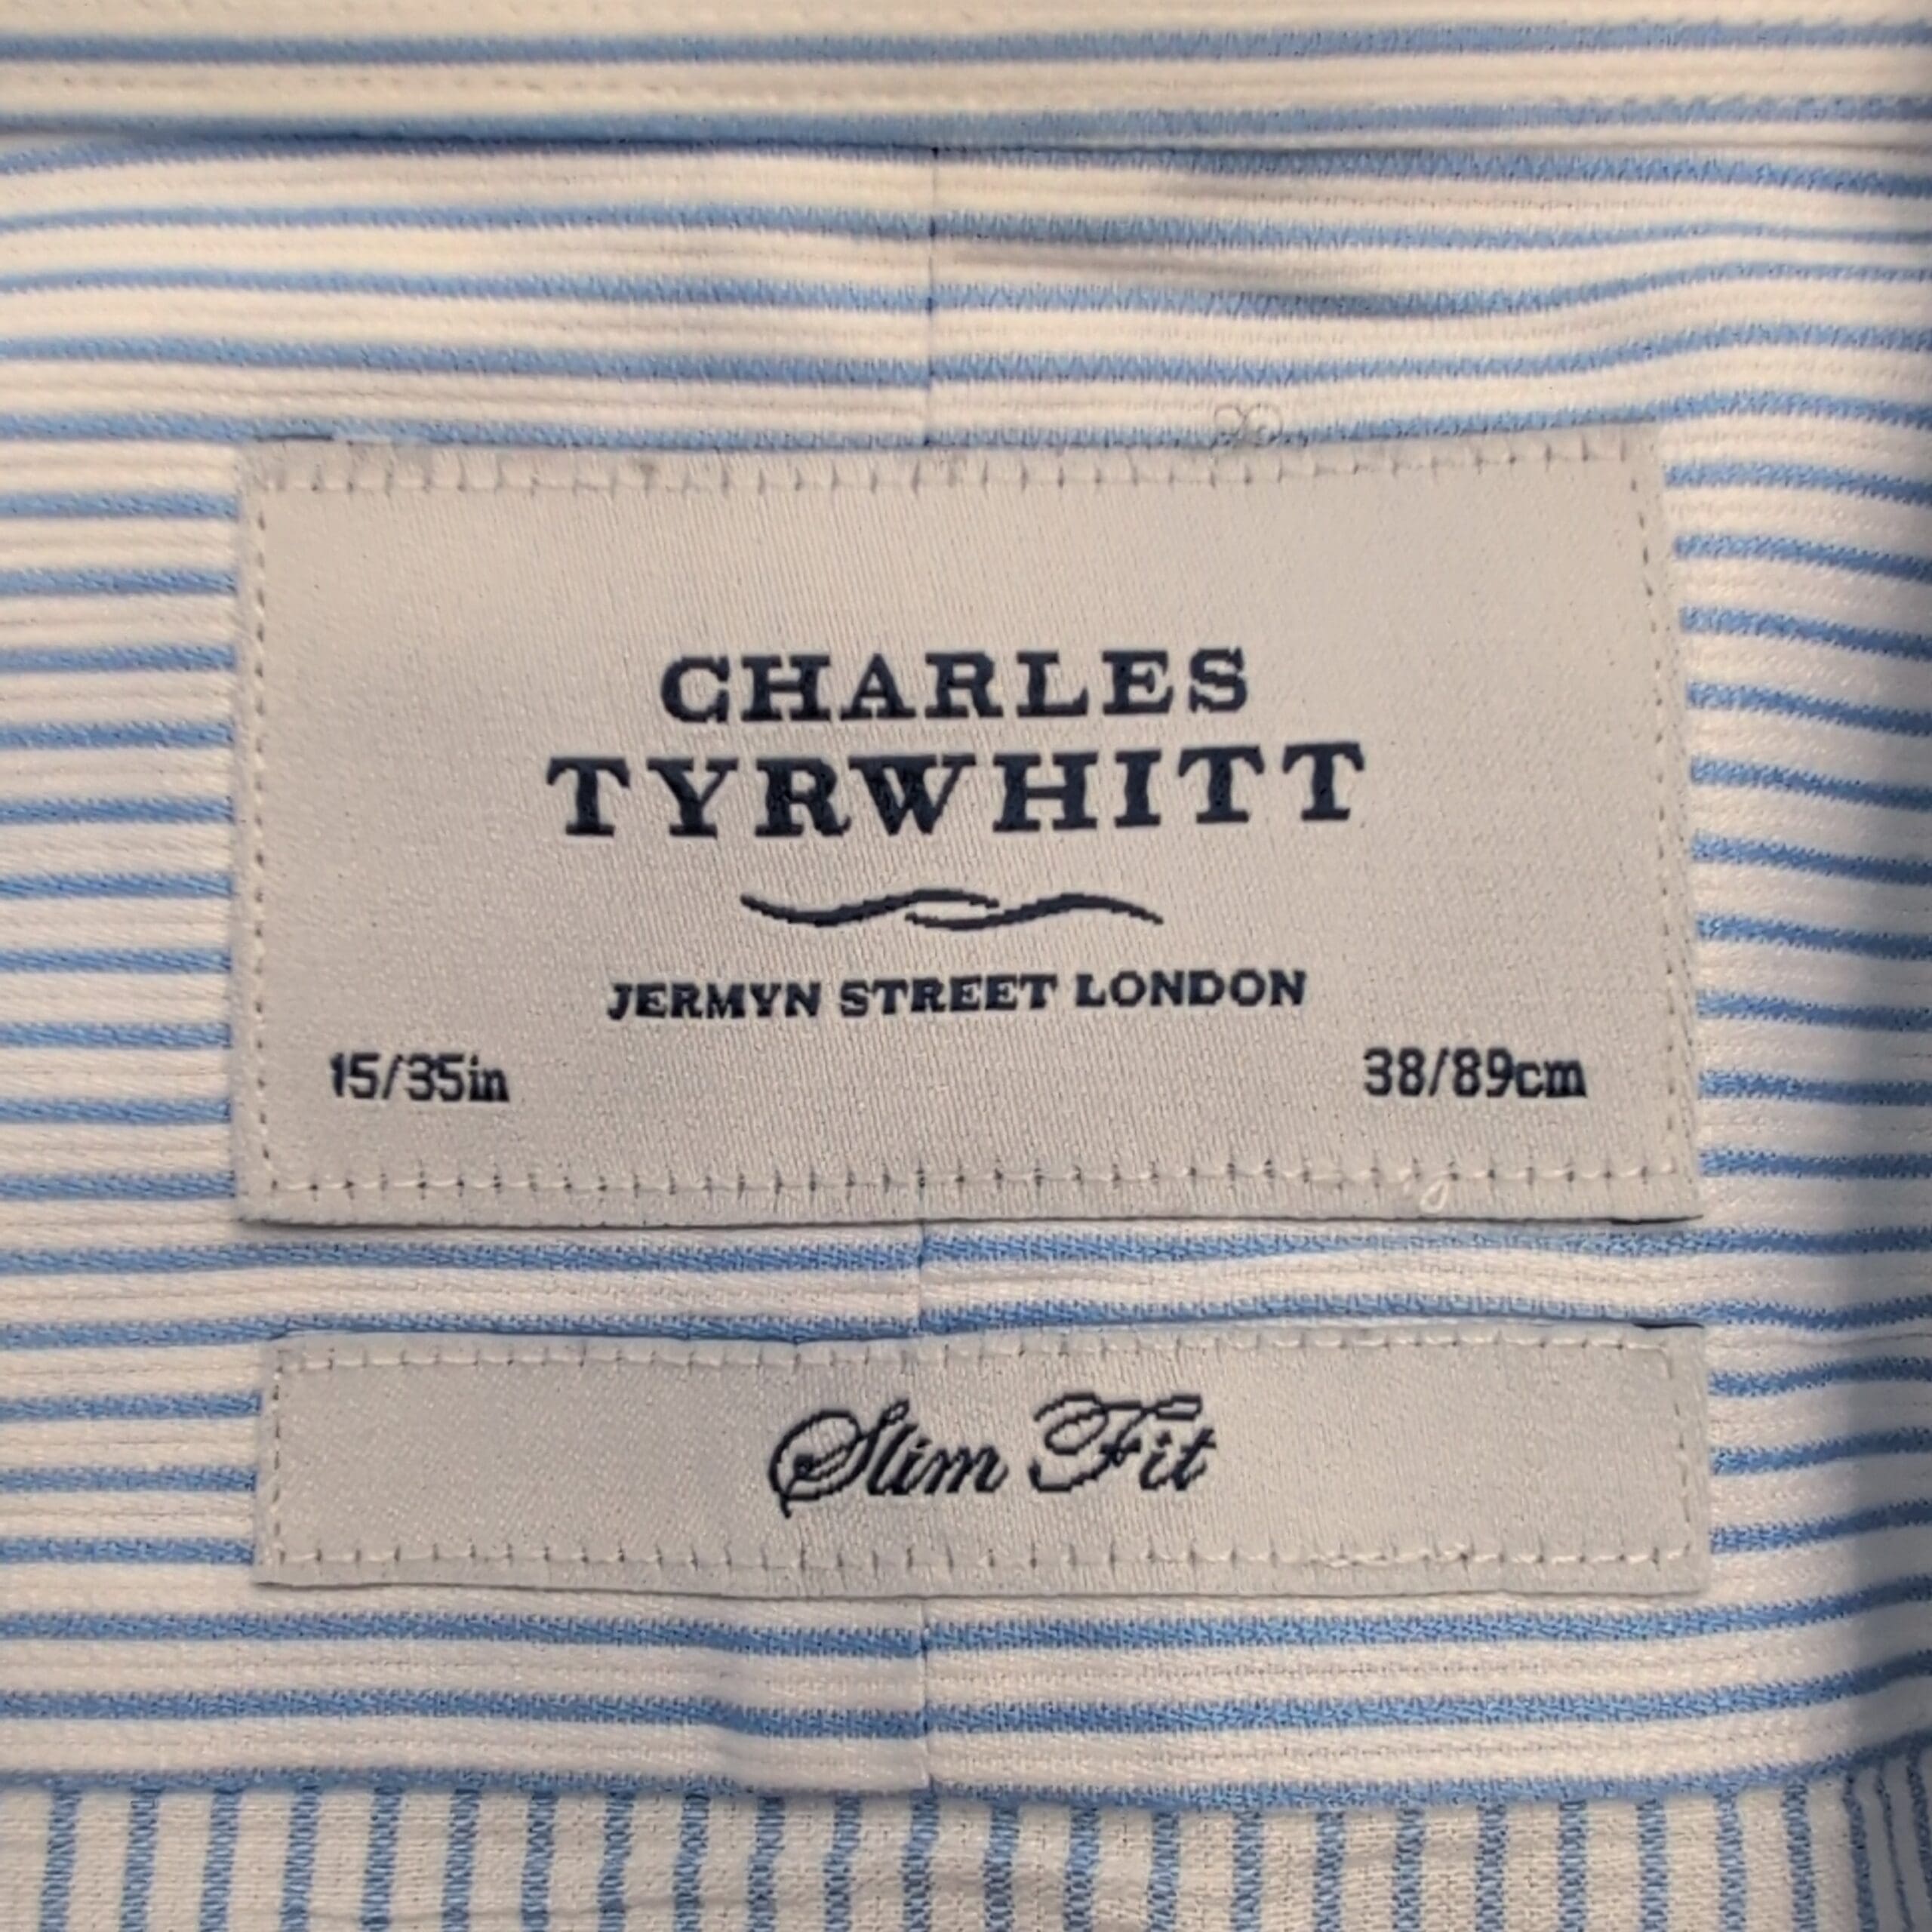 CHARLES
TYRWHITT
JERMYN STREET LONDON
15/35in 38/89cm
Slim Fit